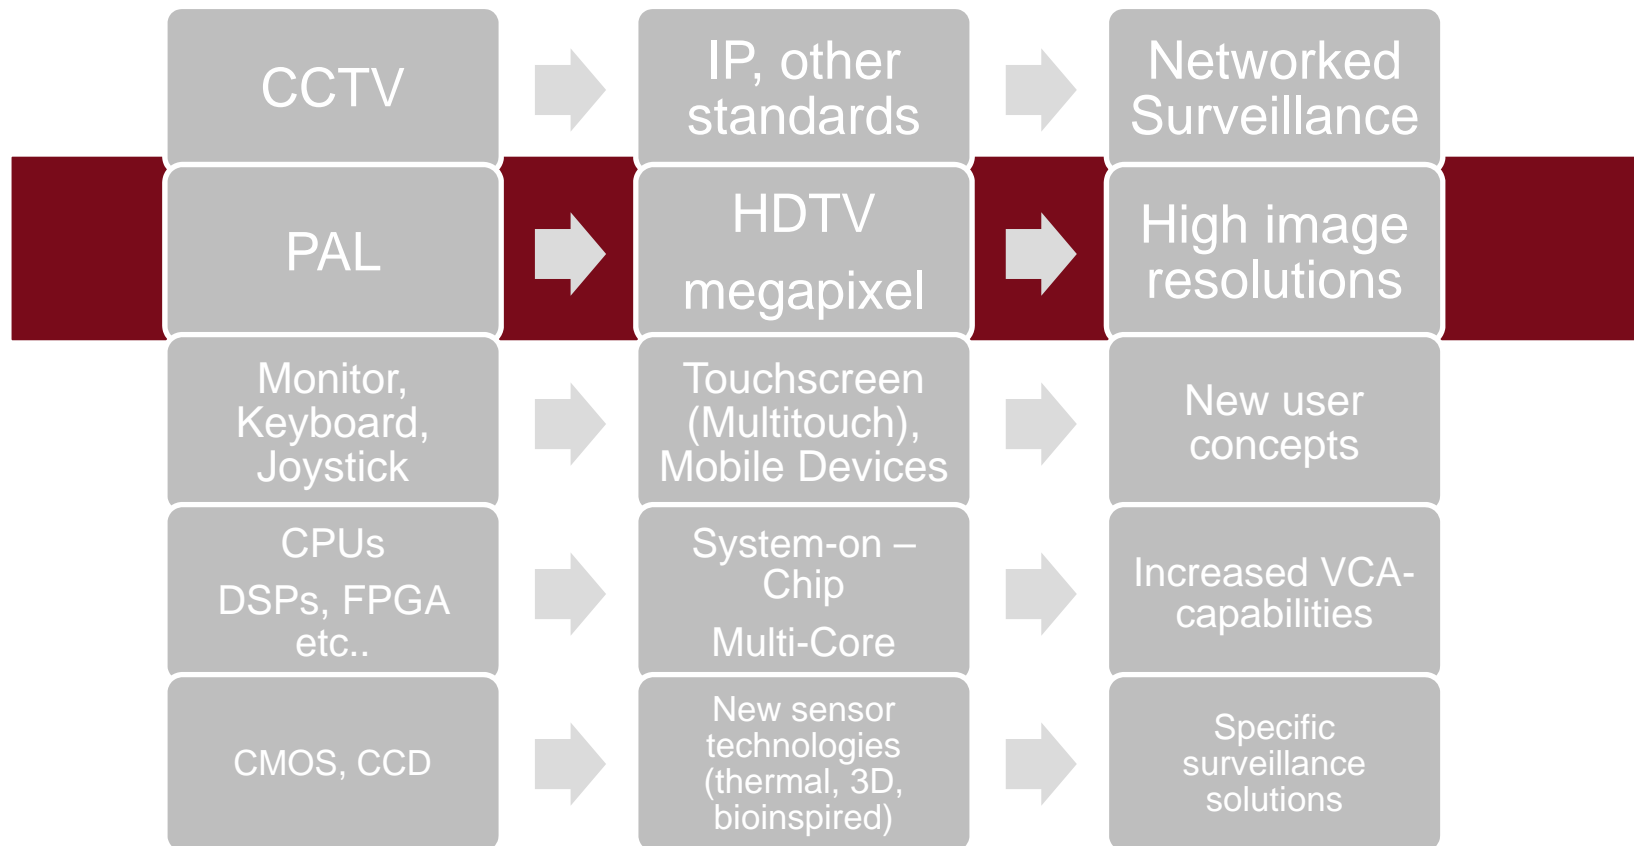 CCTV
IP, other
standards
Networked
Surveillance
PAL
HDTV
megapixel
High image
resolutions
Monitor,
Keyboard,
Joystick
Touchscreen
(Multitouch),
Mobile Devices
New user
concepts
CPUs
DSPs, FPGA
etc..
System-on –
Chip
Multi-Core
Increased VCA-
capabilities
CMOS, CCD
New sensor
technologies
(thermal, 3D,
bioinspired)
Specific
surveillance
solutions